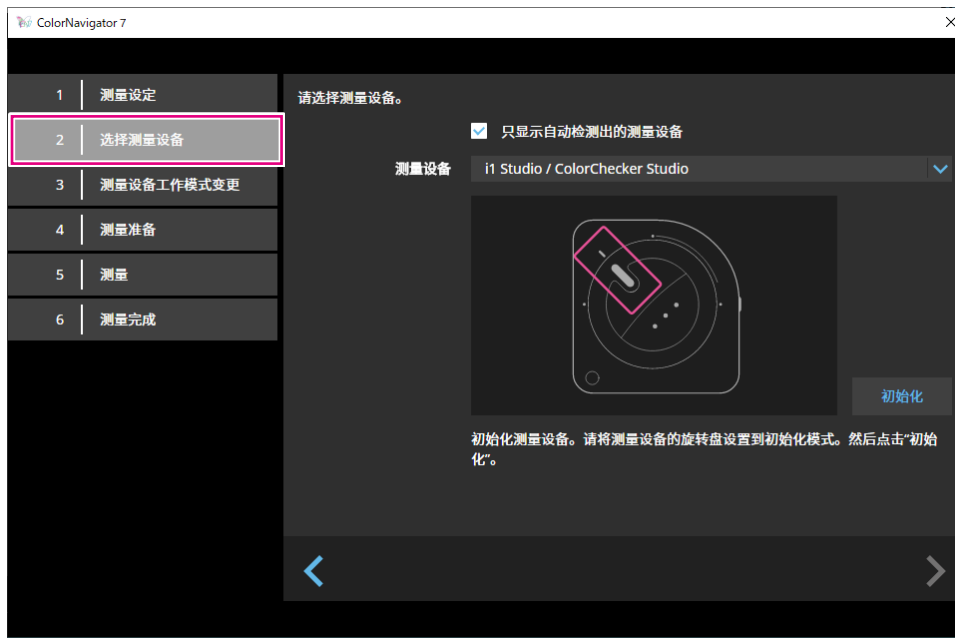 ColorNavigator 7
1 测量设定
2 选择测量设备
3 测量设备工作模式变更
4 测量准备
5 测量
6 测量完成
请选择测量设备。
只显示自动检测出的测量设备
测量设备 i1 Studio / ColorChecker Studio
初始化
初始化测量设备。请将测量设备的旋转盘设置到初始化模式。然后点击“初始
化”。